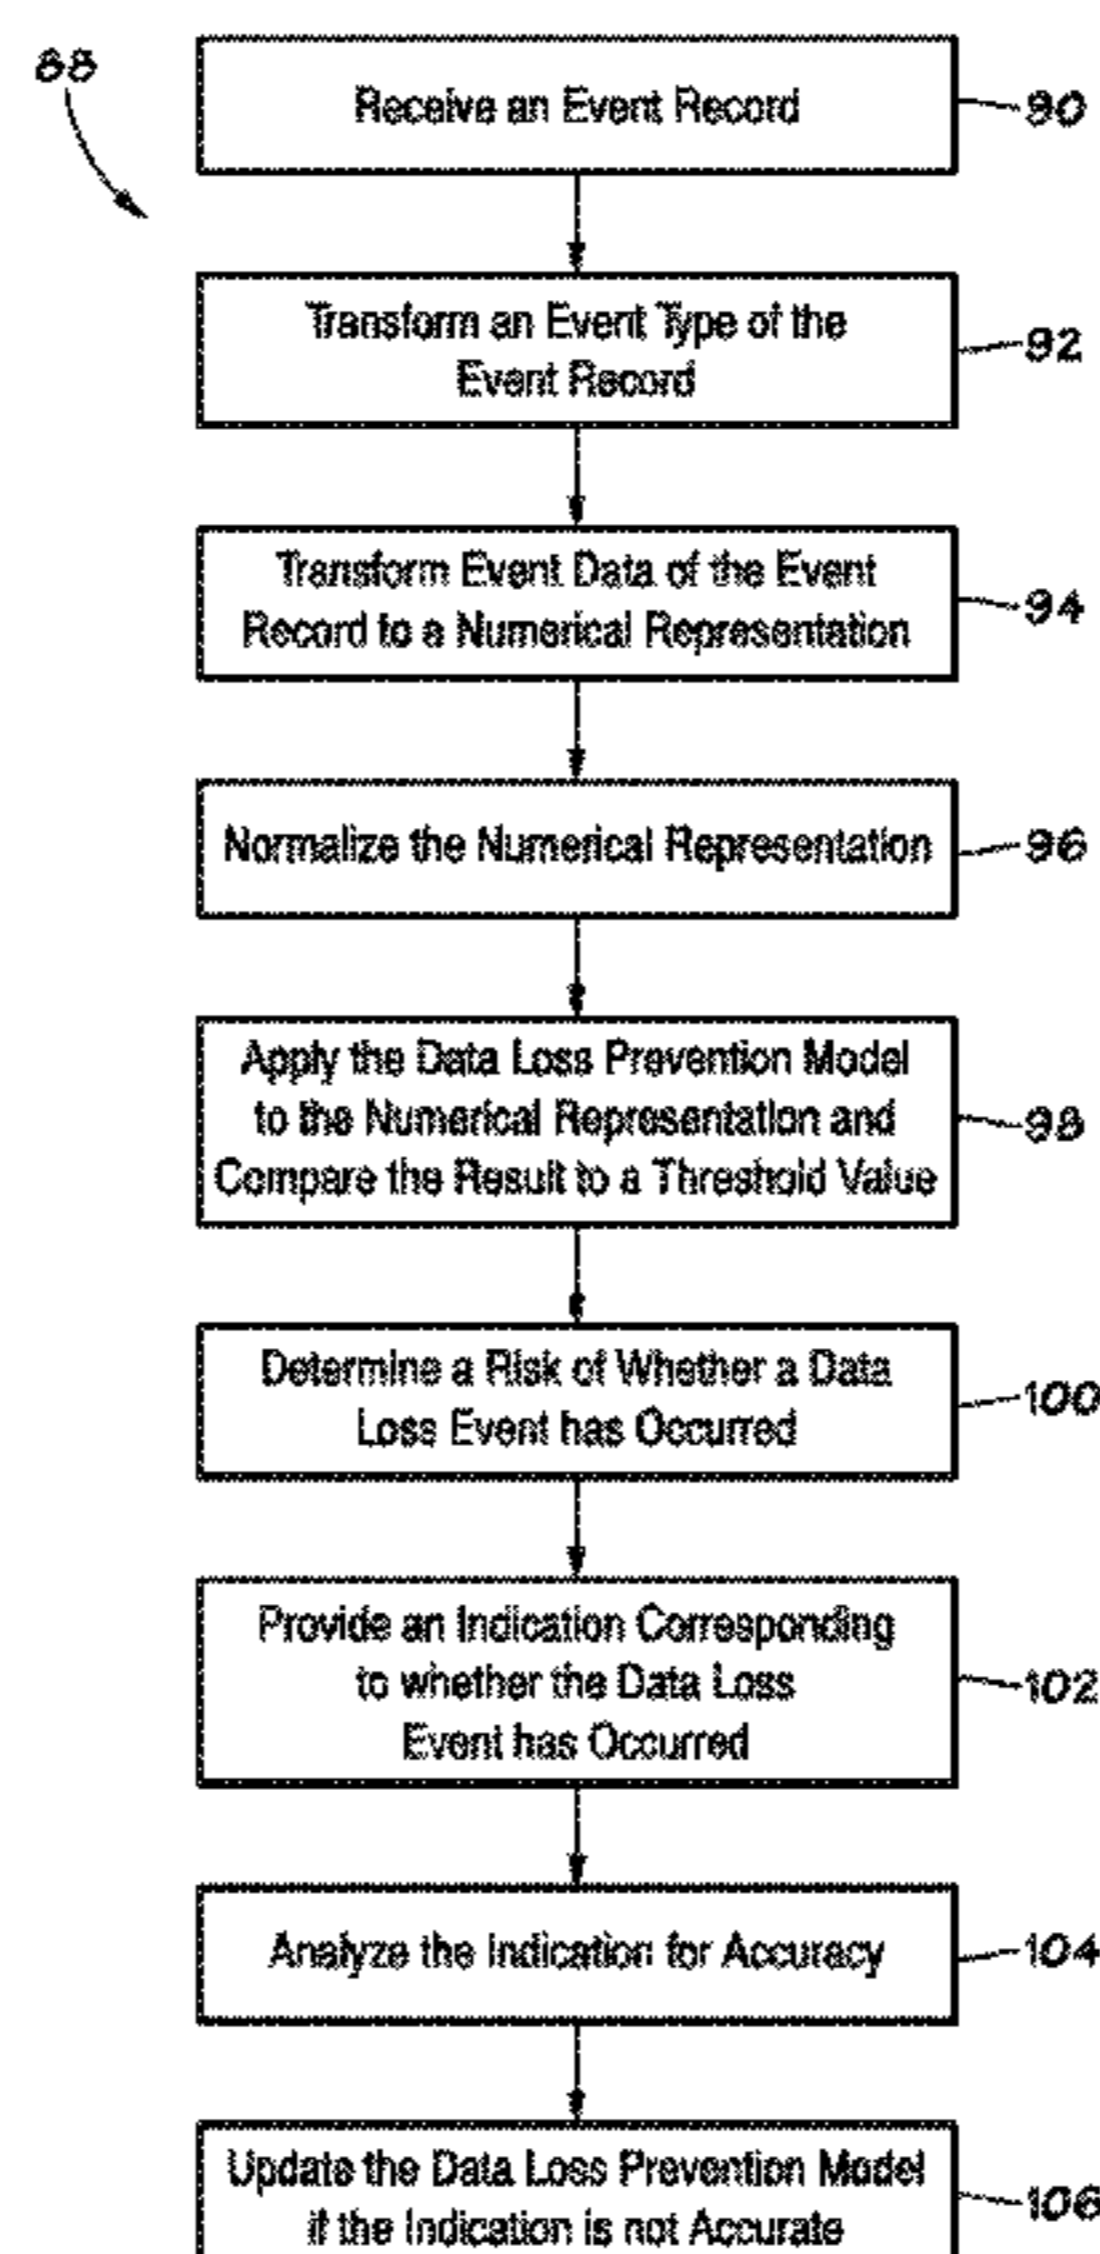 88
Receive an Event Record
90
Transform an Event Type of the
Event Record
92
Transform Event Data of the Event
Record to a Numerical Representation
94
Normalize the Numerical Representation
96
Apply the Data Loss Prevention Model
to the Numerical Representation and
Compare the Result to a Threshold Value
98
Determine a Risk of Whether a Data
Loss Event has Occurred
100
Provide an Indication Corresponding
to whether the Data Loss
Event has Occurred
102
Analyze the Indication for Accuracy
104
Update the Data Loss Prevention Model
if the Indication is not Accurate
106